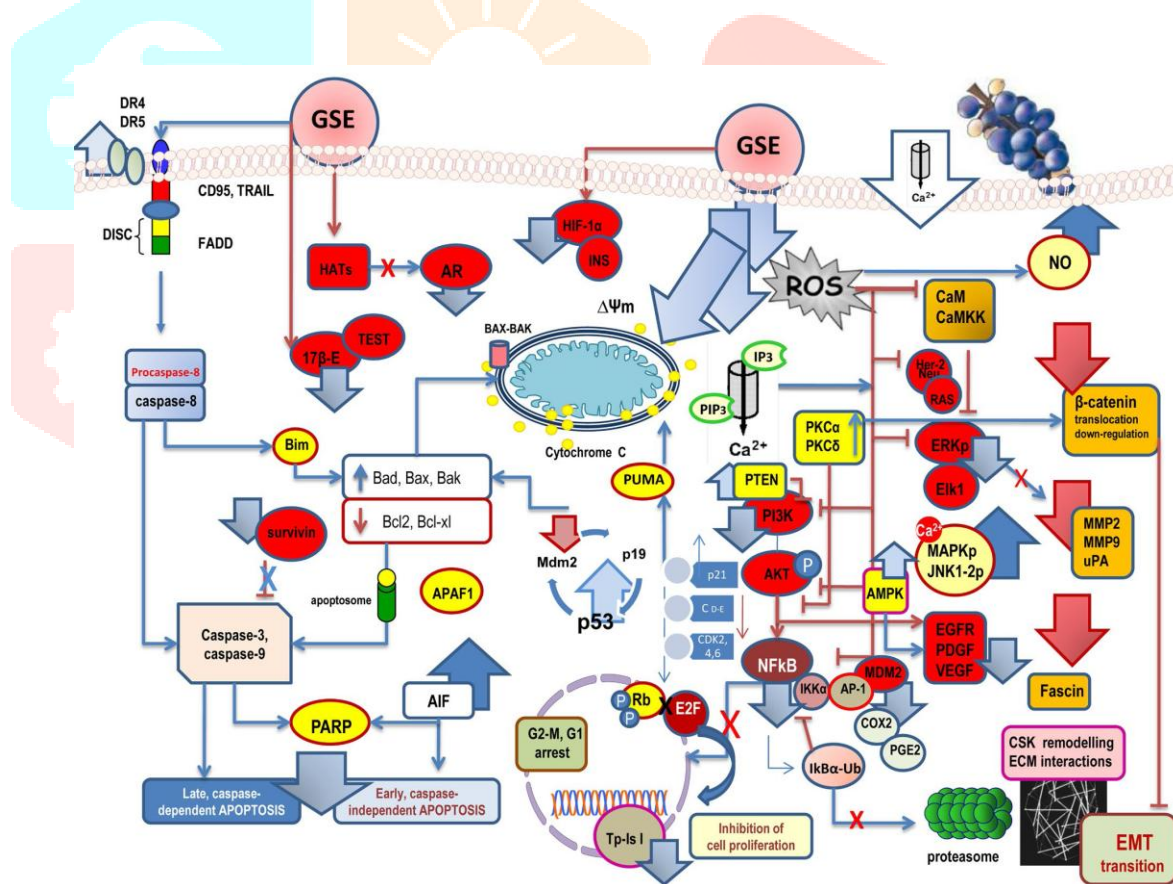 DR4
DR5
GSE
GSE
CD95, TRAIL
DISC
FADD
Ca²⁺
HIF-1α
INS
HATs
X
AR
ROS
NO
CaM
CaMKK
ΔΨm
BAX-BAK
TEST
17β-E
IP3
PIP3
Ca²⁺
Her-2
Neu
RAS
Procaspase-8
caspase-8
β-catenin
translocation
down-regulation
PKCα
PKCδ
ERKp
Elk1
X
Bim
Cytochrome C
PUMA
PTEN
PI3K
Bad, Bax, Bak
Bcl2, Bcl-xl
survivin
X
Mdm2
p19
p53
p21
C D-E
CDK2,
4,6
AKT
P
Ca²⁺
MAPKp
JNK1-2p
AMPK
MMP2
MMP9
uPA
apoptosome
APAF1
Caspase-3,
caspase-9
EGFR
PDGF
VEGF
NFkB
IKKα
AP-1
MDM2
Fascin
AIF
PARP
P
P
Rb
X
E2F
X
COX2
PGE2
G2-M, G1
arrest
IkBα-Ub
CSK remodelling
ECM interactions
Late, caspase-
dependent APOPTOSIS
Early, caspase-
independent APOPTOSIS
Tp-Is I
Inhibition of
cell proliferation
X
proteasome
EMT
transition